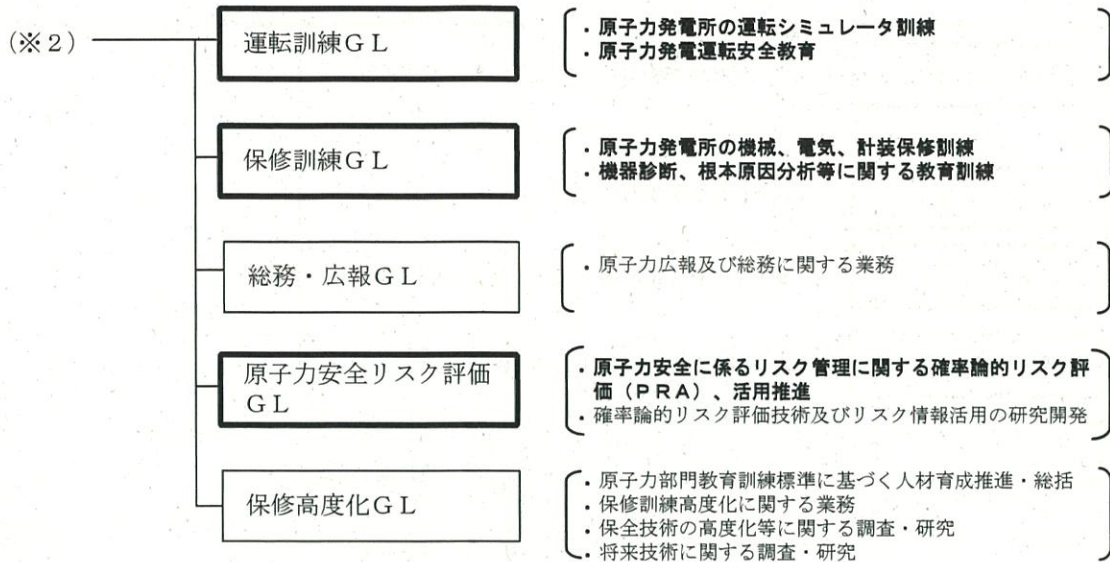 (※２)
運転訓練ＧＬ
・原子力発電所の運転シミュレータ訓練
・原子力発電運転安全教育
保修訓練ＧＬ
・原子力発電所の機械、電気、計装保修訓練
・機器診断、根本原因分析等に関する教育訓練
総務・広報ＧＬ
・原子力広報及び総務に関する業務
原子力安全リスク評価
ＧＬ
・原子力安全に係るリスク管理に関する確率論的リスク評
価（ＰＲＡ）、活用推進
・確率論的リスク評価技術及びリスク情報活用の研究開発
保修高度化ＧＬ
・原子力部門教育訓練標準に基づく人材育成推進・総括
・保修訓練高度化に関する業務
・保全技術の高度化等に関する調査・研究
・将来技術に関する調査・研究